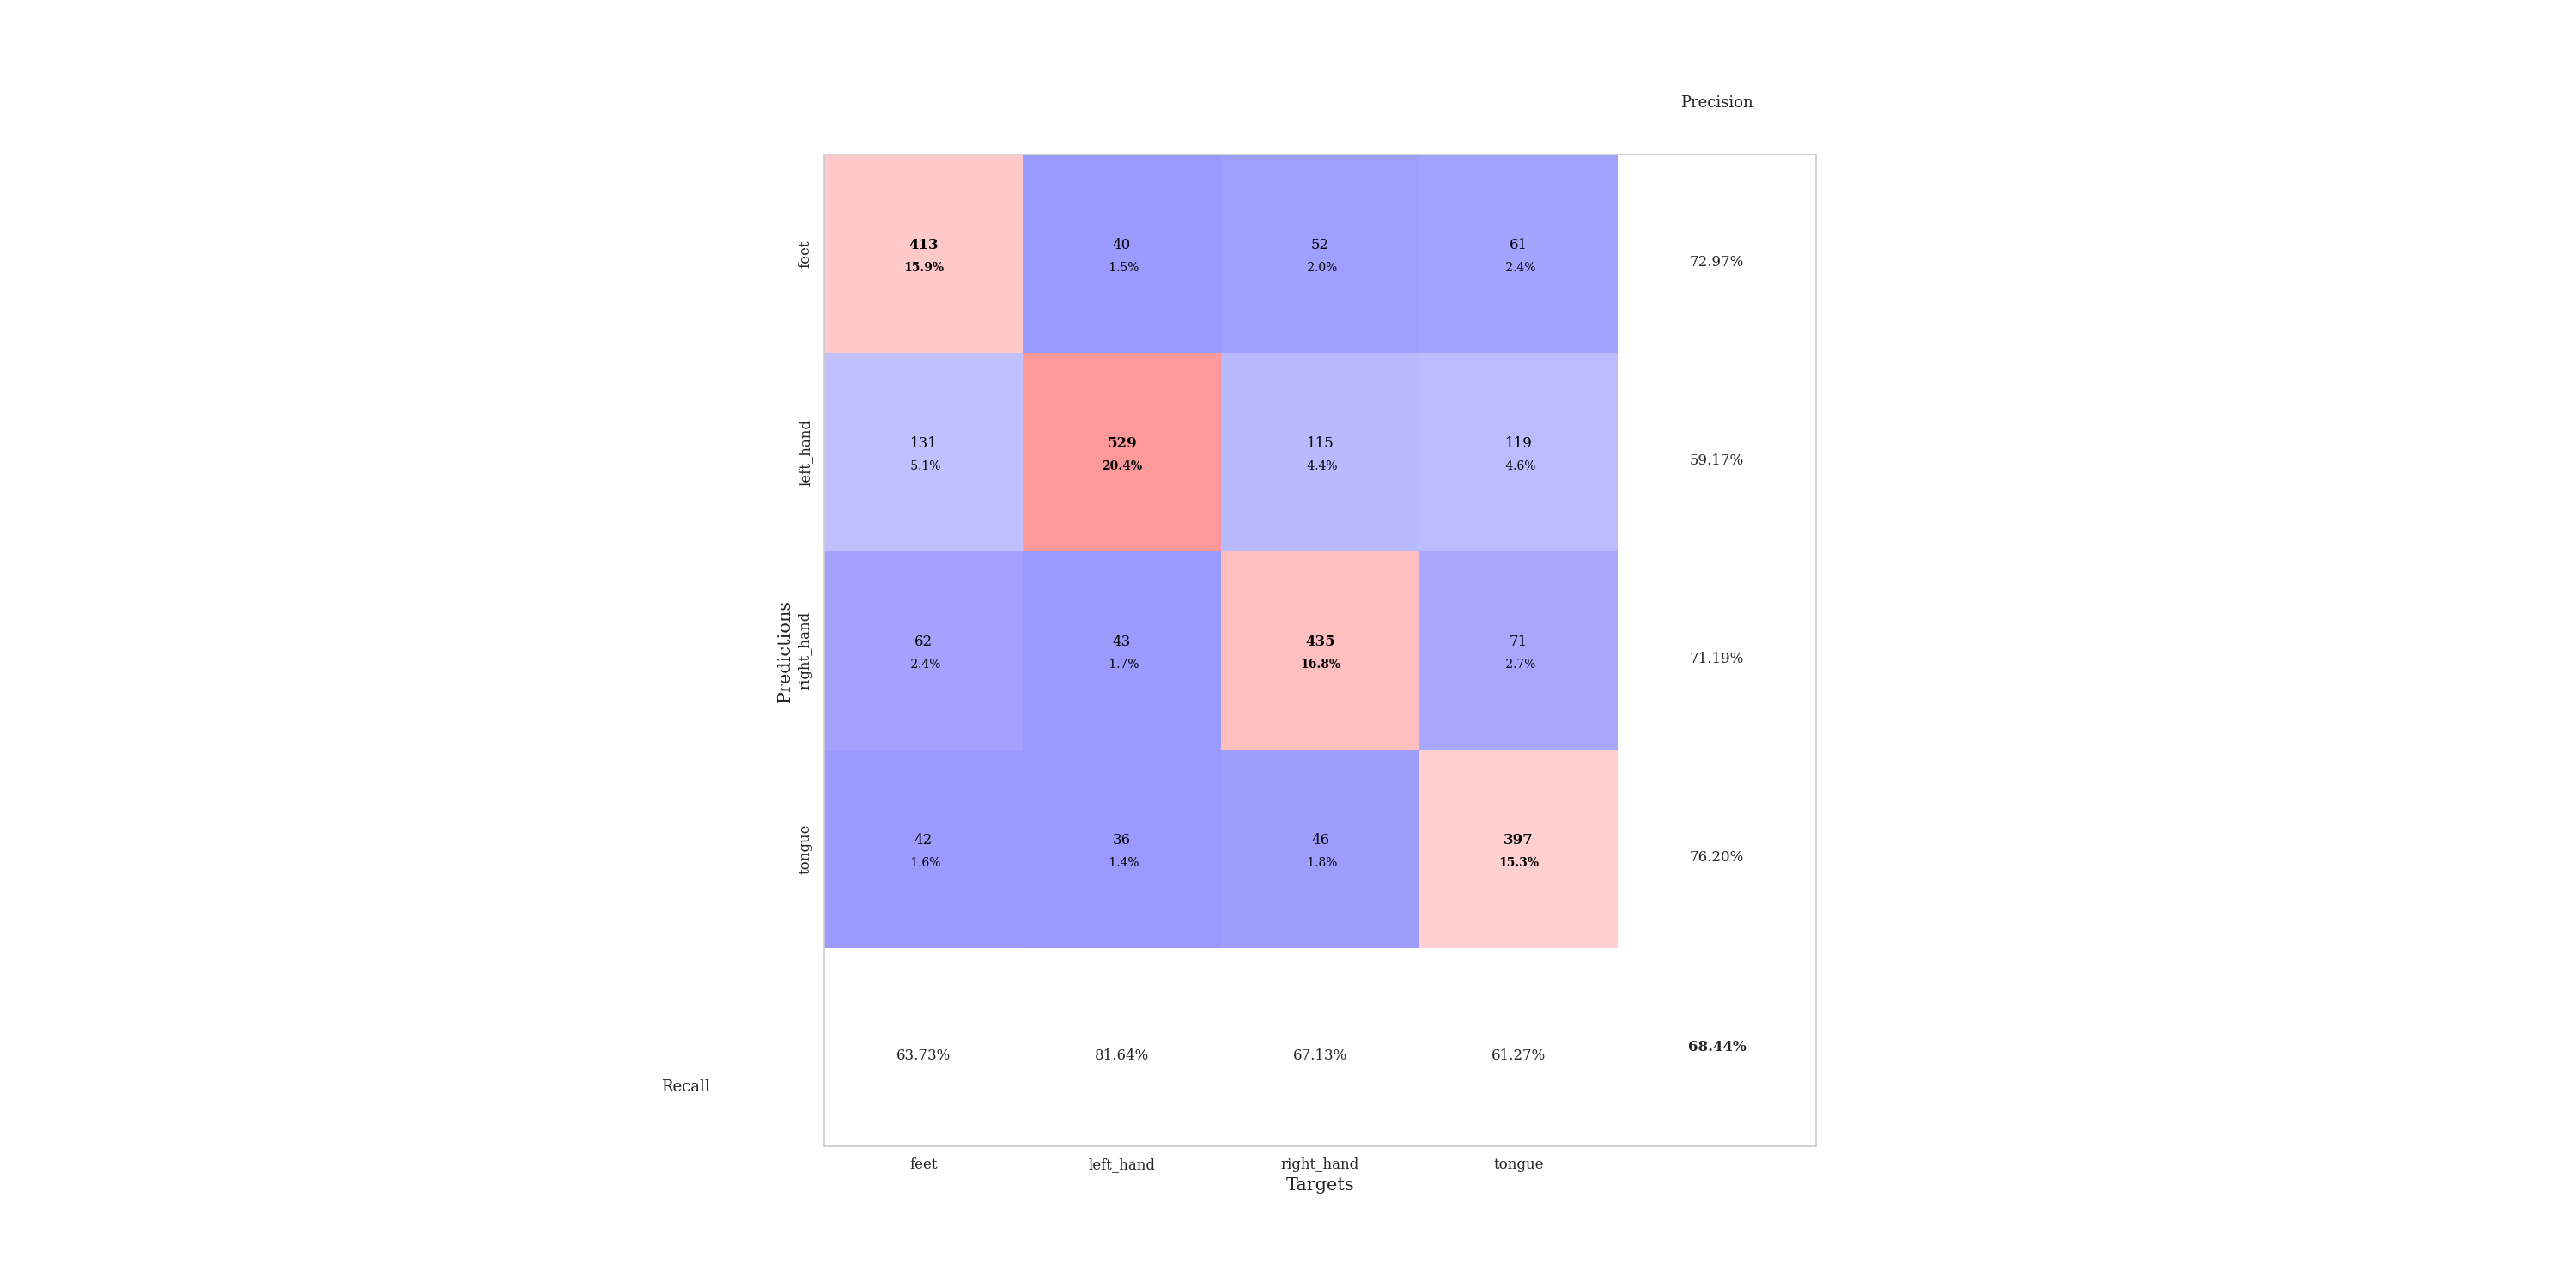 Precision
feet
413 40 52 61 72.97%
15.9% 1.5% 2.0% 2.4%
left_hand
131 529 115 119 59.17%
5.1% 20.4% 4.4% 4.6%
Predictions
right_hand
62 43 435 71 71.19%
2.4% 1.7% 16.8% 2.7%
tongue
42 36 46 397 76.20%
1.6% 1.4% 1.8% 15.3%
63.73% 81.64% 67.13% 61.27% 68.44%
Recall
feet left_hand right_hand tongue
Targets